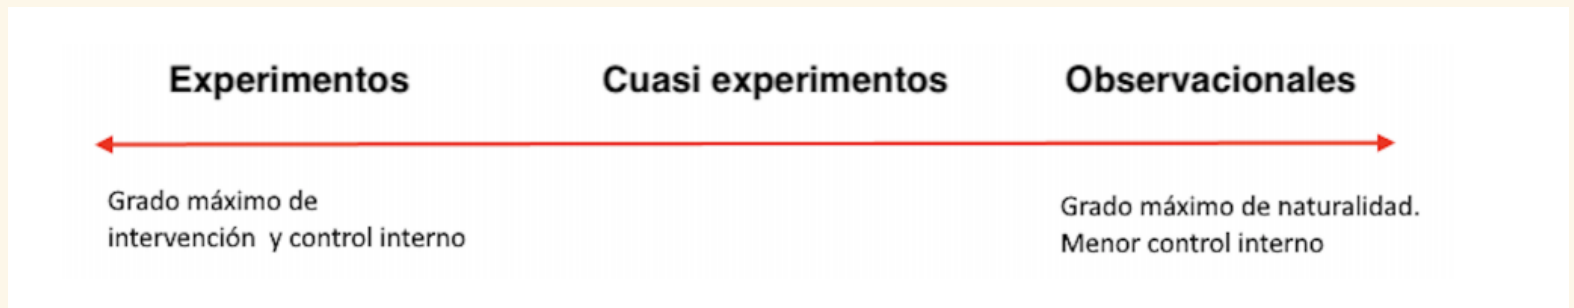 Experimentos
Cuasi experimentos
Observacionales
Grado máximo de
intervención y control interno
Grado máximo de naturalidad.
Menor control interno